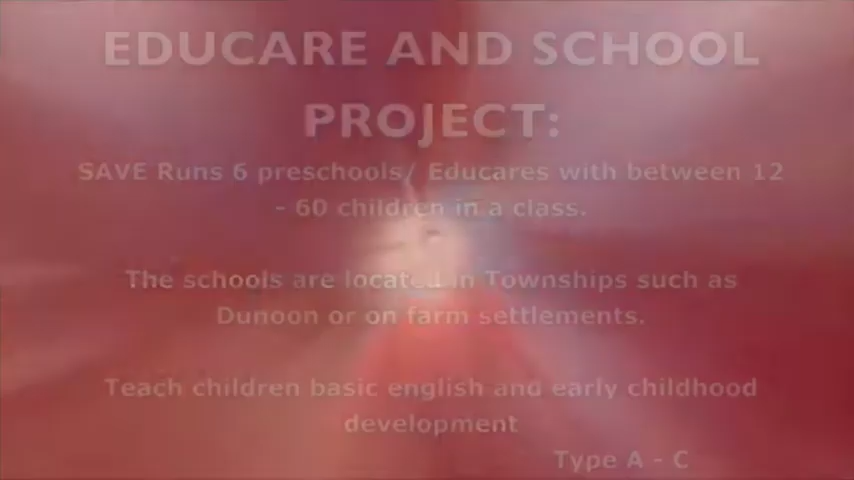 EDUCARE AND SCHOOL
PROJECT:
SAVE Runs 6 preschools/ Educares with between 12
- 60 children in a class.
The schools are located in Townships such as
Dunoon or on farm settlements.
Teach children basic english and early childhood
development
Type A - C